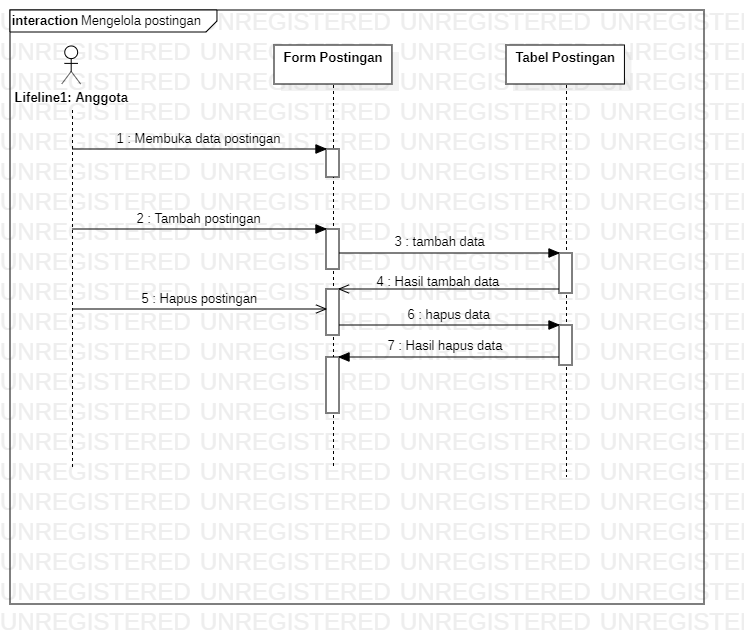 interaction Mengelola postingan
Form Postingan
Tabel Postingan
Lifeline1: Anggota
1 : Membuka data postingan
2 : Tambah postingan
3 : tambah data
4 : Hasil tambah data
5 : Hapus postingan
6 : hapus data
7 : Hasil hapus data
UNREGISTERED UNREGISTERED UNREGISTERED UNREGISTERED